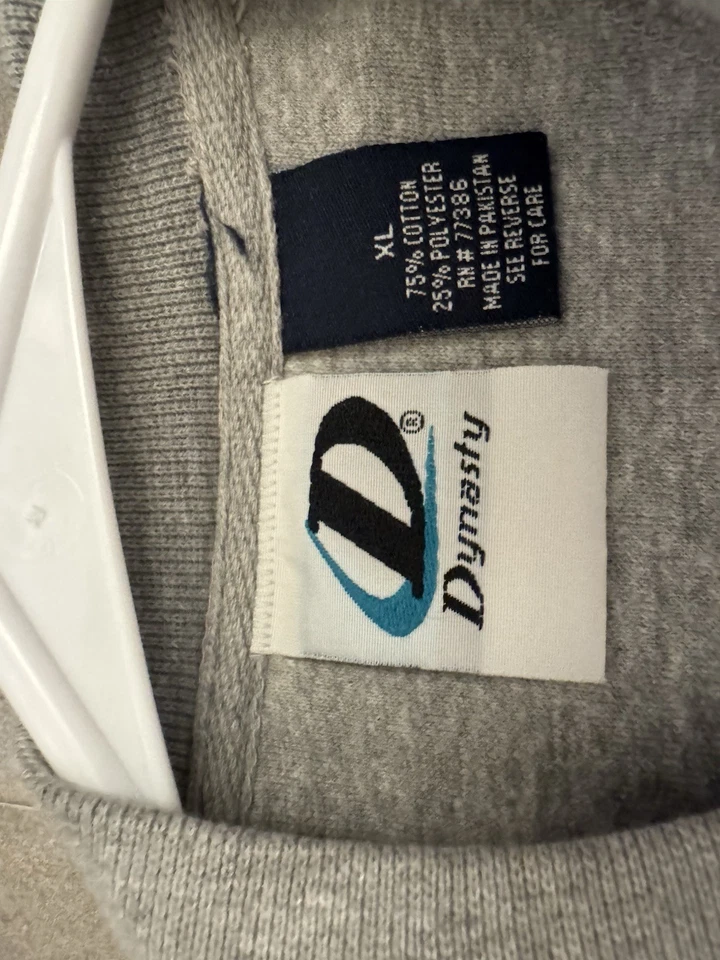 XL
75% COTTON
25% POLYESTER
RN # 77386
MADE IN PAKISTAN
SEE REVERSE
FOR CARE
D®
Dynasty